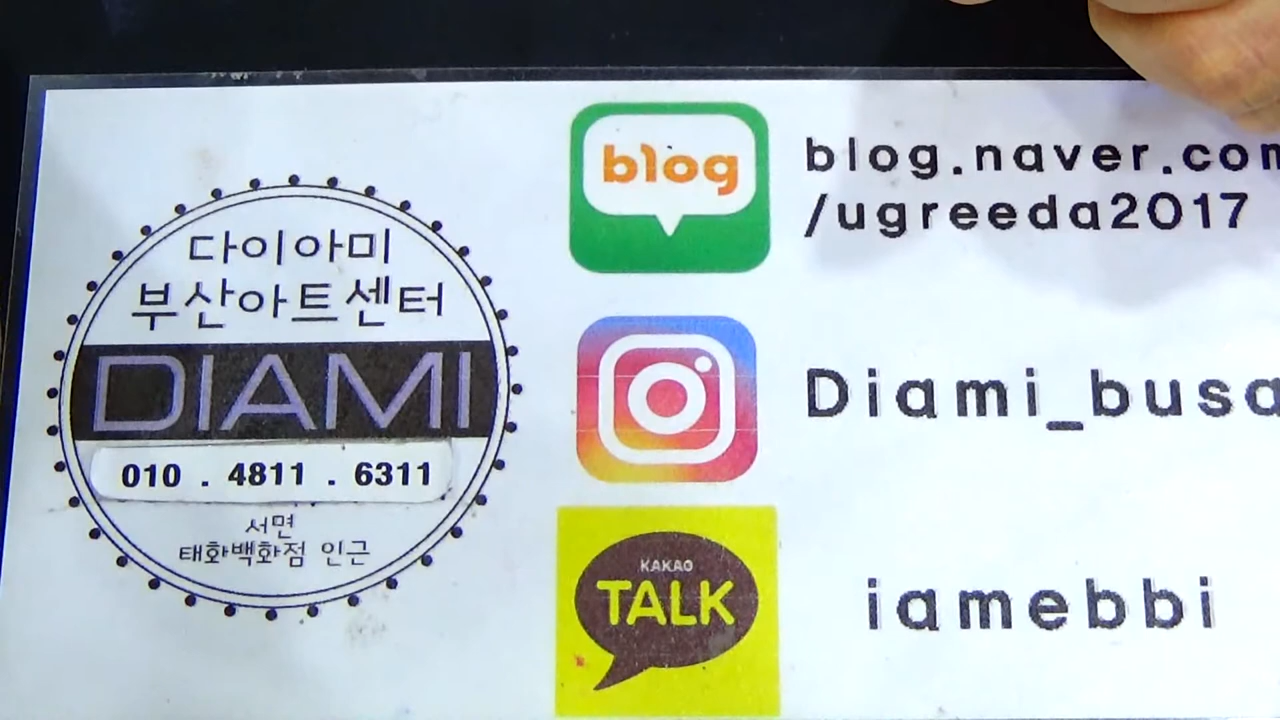 다이아미
부산아트센터
DIAMI
010 . 4811 . 6311
서면
태화백화점 인근
blog
blog.naver.com
/ugreeda2017
Diami_busa
KAKAO
TALK
iamebbi